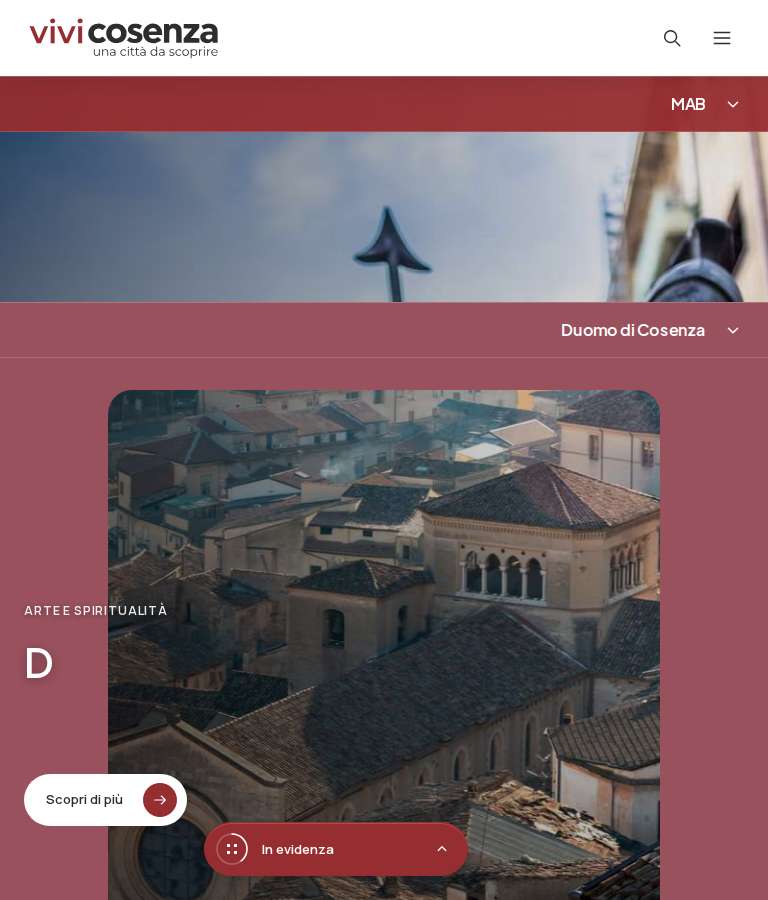 vivicosenza
una città da scoprire
MAB
Duomo di Cosenza
ARTE E SPIRITUALITÀ
D
Scopri di più
In evidenza